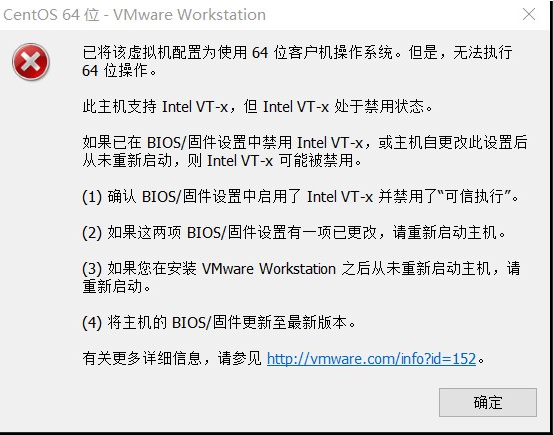 CentOS 64 位 - VMware Workstation
已将该虚拟机配置为使用 64 位客户机操作系统。但是，无法执行
64 位操作。
此主机支持 Intel VT-x，但 Intel VT-x 处于禁用状态。
如果已在 BIOS/固件设置中禁用 Intel VT-x，或主机自更改此设置后
从未重新启动，则 Intel VT-x 可能被禁用。
(1) 确认 BIOS/固件设置中启用了 Intel VT-x 并禁用了“可信执行”。
(2) 如果这两项 BIOS/固件设置有一项已更改，请重新启动主机。
(3) 如果您在安装 VMware Workstation 之后从未重新启动主机，请
重新启动。
(4) 将主机的 BIOS/固件更新至最新版本。
有关更多详细信息，请参见 http://vmware.com/info?id=152。
确定